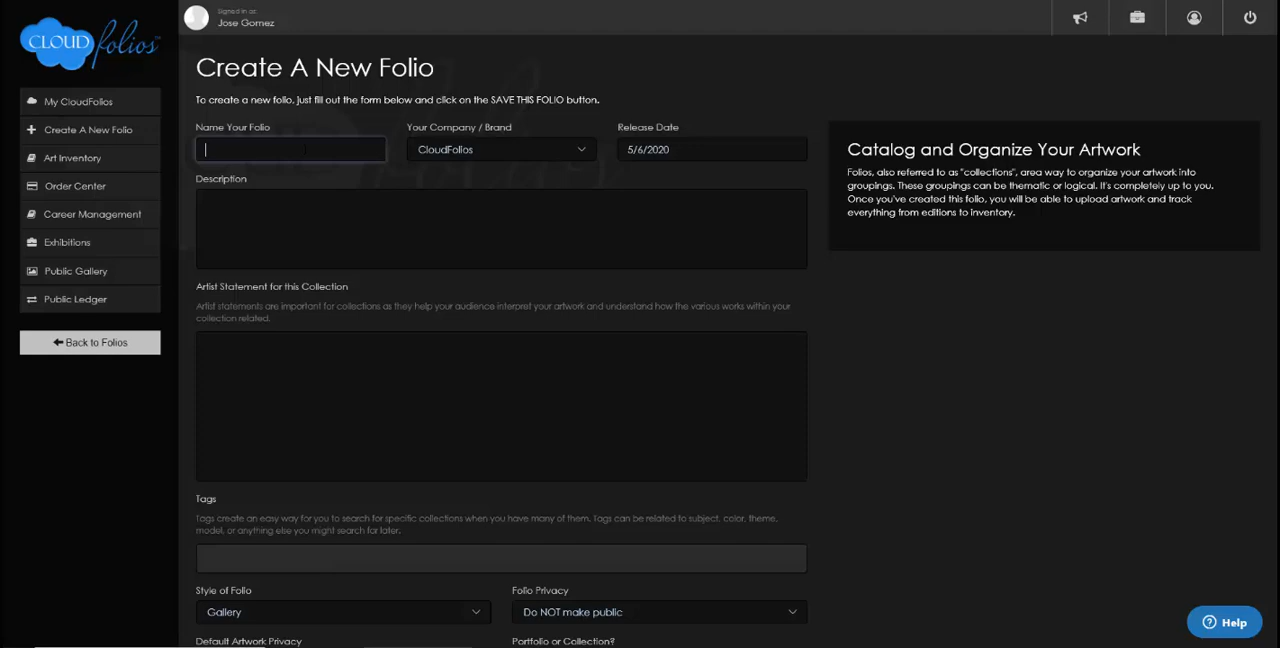 CLOUD folios
Signed in as:
Jose Gomez
My CloudFolios
Create A New Folio
Art Inventory
Order Center
Career Management
Exhibitions
Public Gallery
Public Ledger
Back to Folios
Create A New Folio
To create a new folio, just fill out the form below and click on the SAVE THIS FOLIO button.
Name Your Folio
Your Company / Brand
Release Date
CloudFolios
5/6/2020
Description
Artist Statement for this Collection
Artist statements are important for collections as they help your audience interpret your artwork and understand how the various works within your
collection related.
Tags
Tags create an easy way for you to search for specific collections when you have many of them. Tags can be related to subject, color, theme,
model, or anything else you might search for later.
Style of Folio
Folio Privacy
Gallery
Do NOT make public
Default Artwork Privacy
Portfolio or Collection?
Catalog and Organize Your Artwork
Folios, also referred to as "collections", area way to organize your artwork into
groupings. These groupings can be thematic or logical. It's completely up to you.
Once you've created this folio, you will be able to upload artwork and track
everything from editions to inventory.
Help